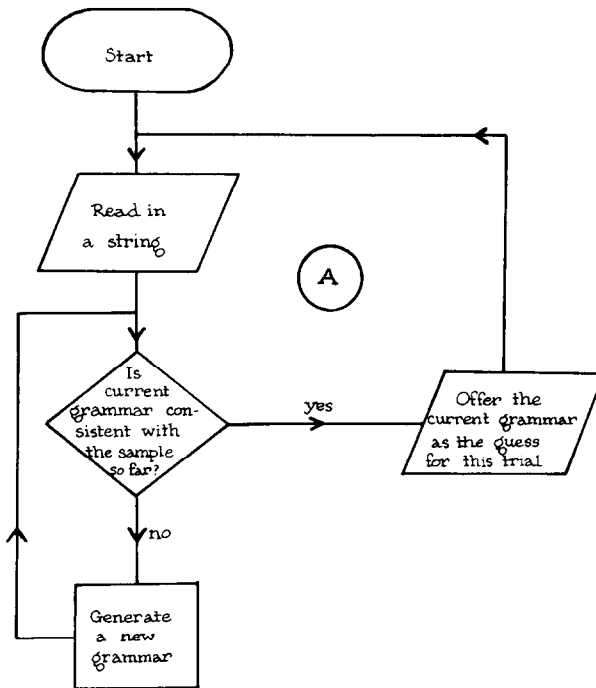 Start
Read in
a string
A
Is
current
grammar con-
sistent with
the sample
so far?
yes
Offer the
current grammar
as the guess
for this trial
no
Generate
a new
grammar